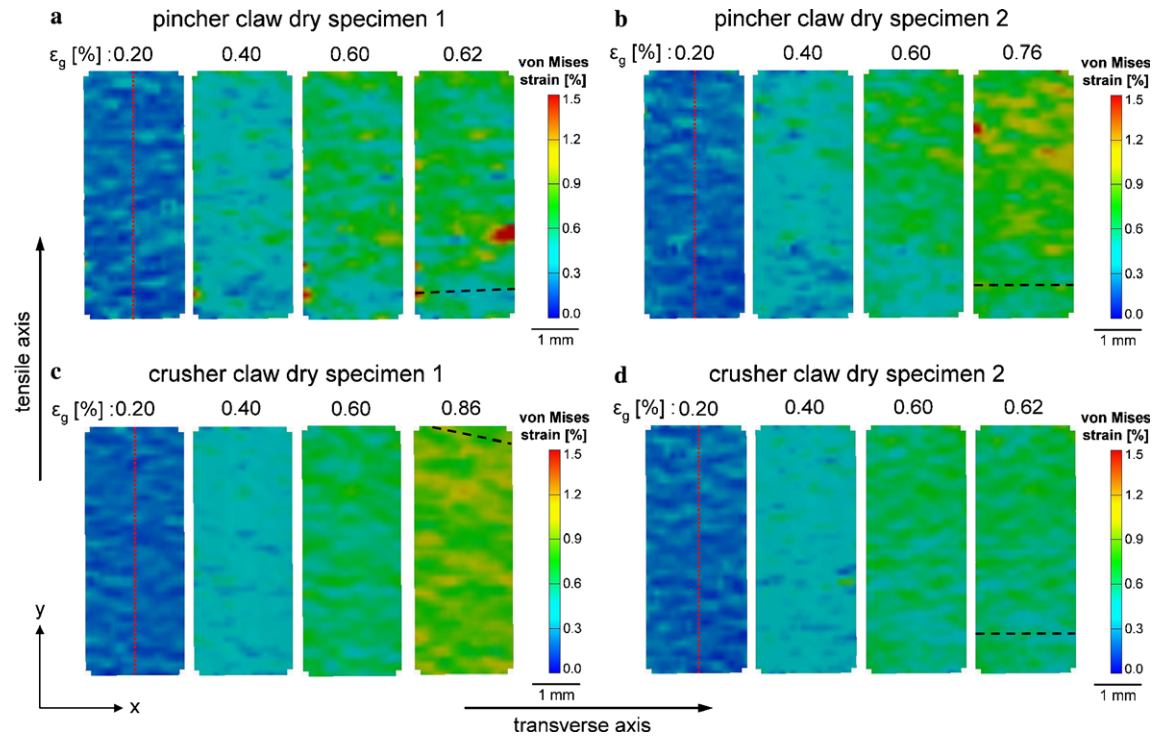 a pincher claw dry specimen 1
εg [%] : 0.20 0.40 0.60 0.62
von Mises
strain [%]
1.5
1.2
0.9
0.6
0.3
0.0
1 mm
b pincher claw dry specimen 2
εg [%] : 0.20 0.40 0.60 0.76
von Mises
strain [%]
1.5
1.2
0.9
0.6
0.3
0.0
1 mm
tensile axis
c crusher claw dry specimen 1
εg [%] : 0.20 0.40 0.60 0.86
von Mises
strain [%]
1.5
1.2
0.9
0.6
0.3
0.0
1 mm
d crusher claw dry specimen 2
εg [%] : 0.20 0.40 0.60 0.62
von Mises
strain [%]
1.5
1.2
0.9
0.6
0.3
0.0
1 mm
y
x
transverse axis